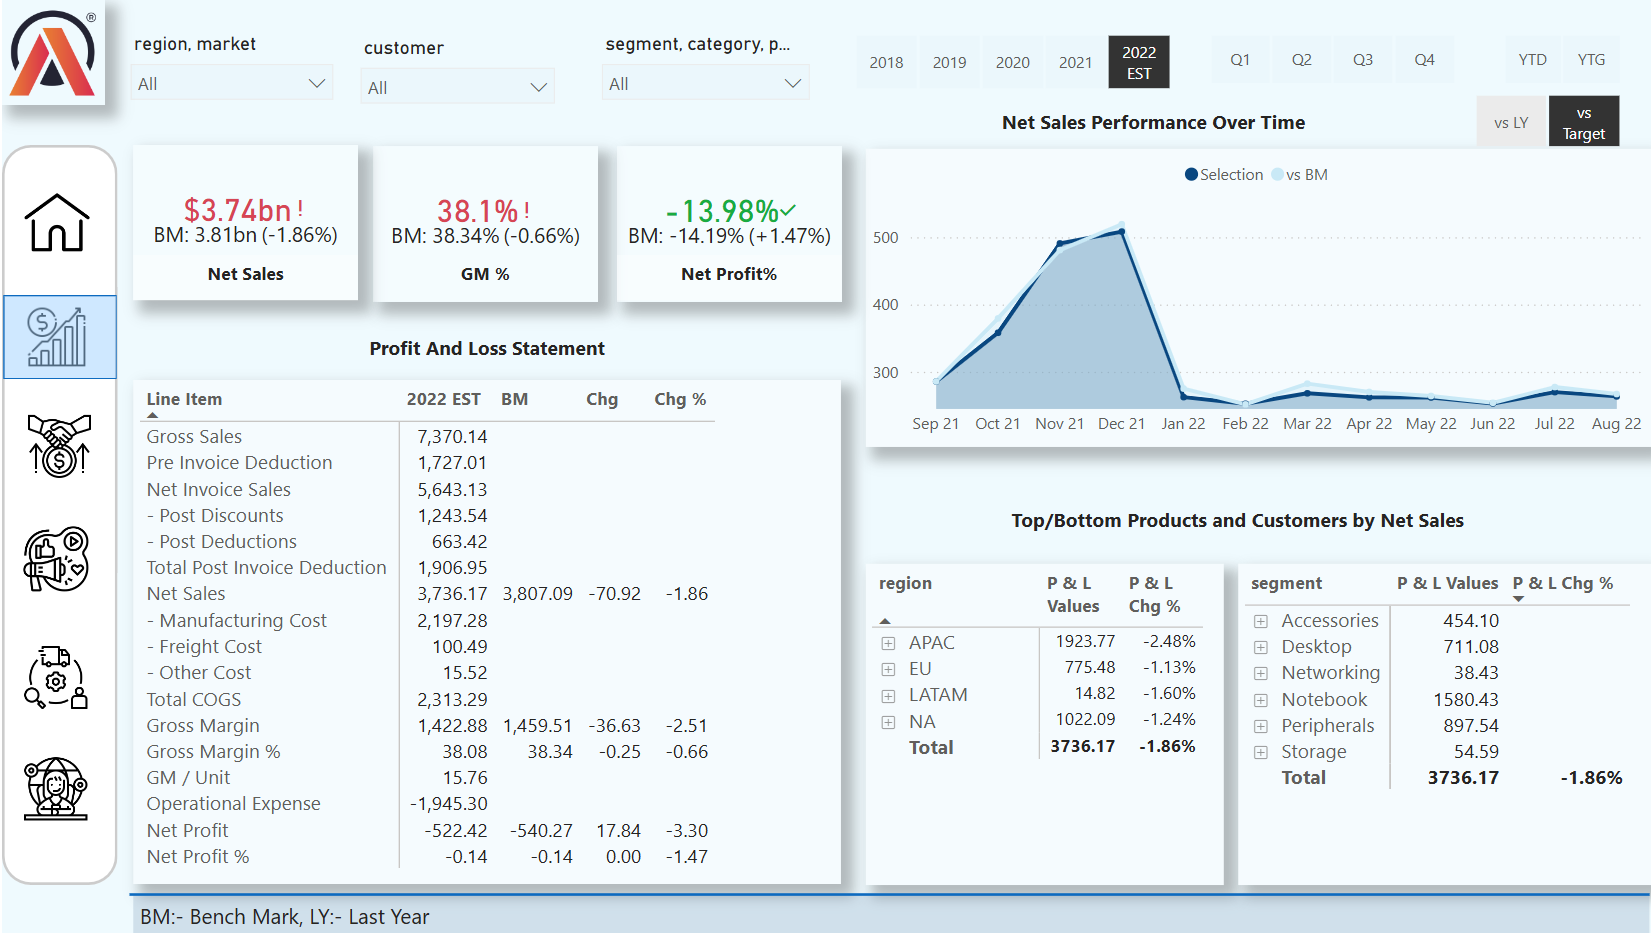 ®
region, market
customer
segment, category, p...
All
All
All
2018 2019 2020 2021 2022 EST
Q1 Q2 Q3 Q4
YTD YTG
Net Sales Performance Over Time
vs LY
vs Target
$3.74bn !
BM: 3.81bn (-1.86%)
Net Sales
38.1% !
BM: 38.34% (-0.66%)
GM %
-13.98%
BM: -14.19% (+1.47%)
Net Profit%
Selection vs BM
500
400
300
Sep 21 Oct 21 Nov 21 Dec 21 Jan 22 Feb 22 Mar 22 Apr 22 May 22 Jun 22 Jul 22 Aug 22
Profit And Loss Statement
Line Item 2022 EST BM Chg Chg %
Gross Sales 7,370.14
Pre Invoice Deduction 1,727.01
Net Invoice Sales 5,643.13
- Post Discounts 1,243.54
- Post Deductions 663.42
Total Post Invoice Deduction 1,906.95
Net Sales 3,736.17 3,807.09 -70.92 -1.86
- Manufacturing Cost 2,197.28
- Freight Cost 100.49
- Other Cost 15.52
Total COGS 2,313.29
Gross Margin 1,422.88 1,459.51 -36.63 -2.51
Gross Margin % 38.08 38.34 -0.25 -0.66
GM / Unit 15.76
Operational Expense -1,945.30
Net Profit -522.42 -540.27 17.84 -3.30
Net Profit % -0.14 -0.14 0.00 -1.47
Top/Bottom Products and Customers by Net Sales
region P & L Values P & L Chg %
APAC 1923.77 -2.48%
EU 775.48 -1.13%
LATAM 14.82 -1.60%
NA 1022.09 -1.24%
Total 3736.17 -1.86%
segment P & L Values P & L Chg %
Accessories 454.10
Desktop 711.08
Networking 38.43
Notebook 1580.43
Peripherals 897.54
Storage 54.59
Total 3736.17 -1.86%
BM:- Bench Mark, LY:- Last Year